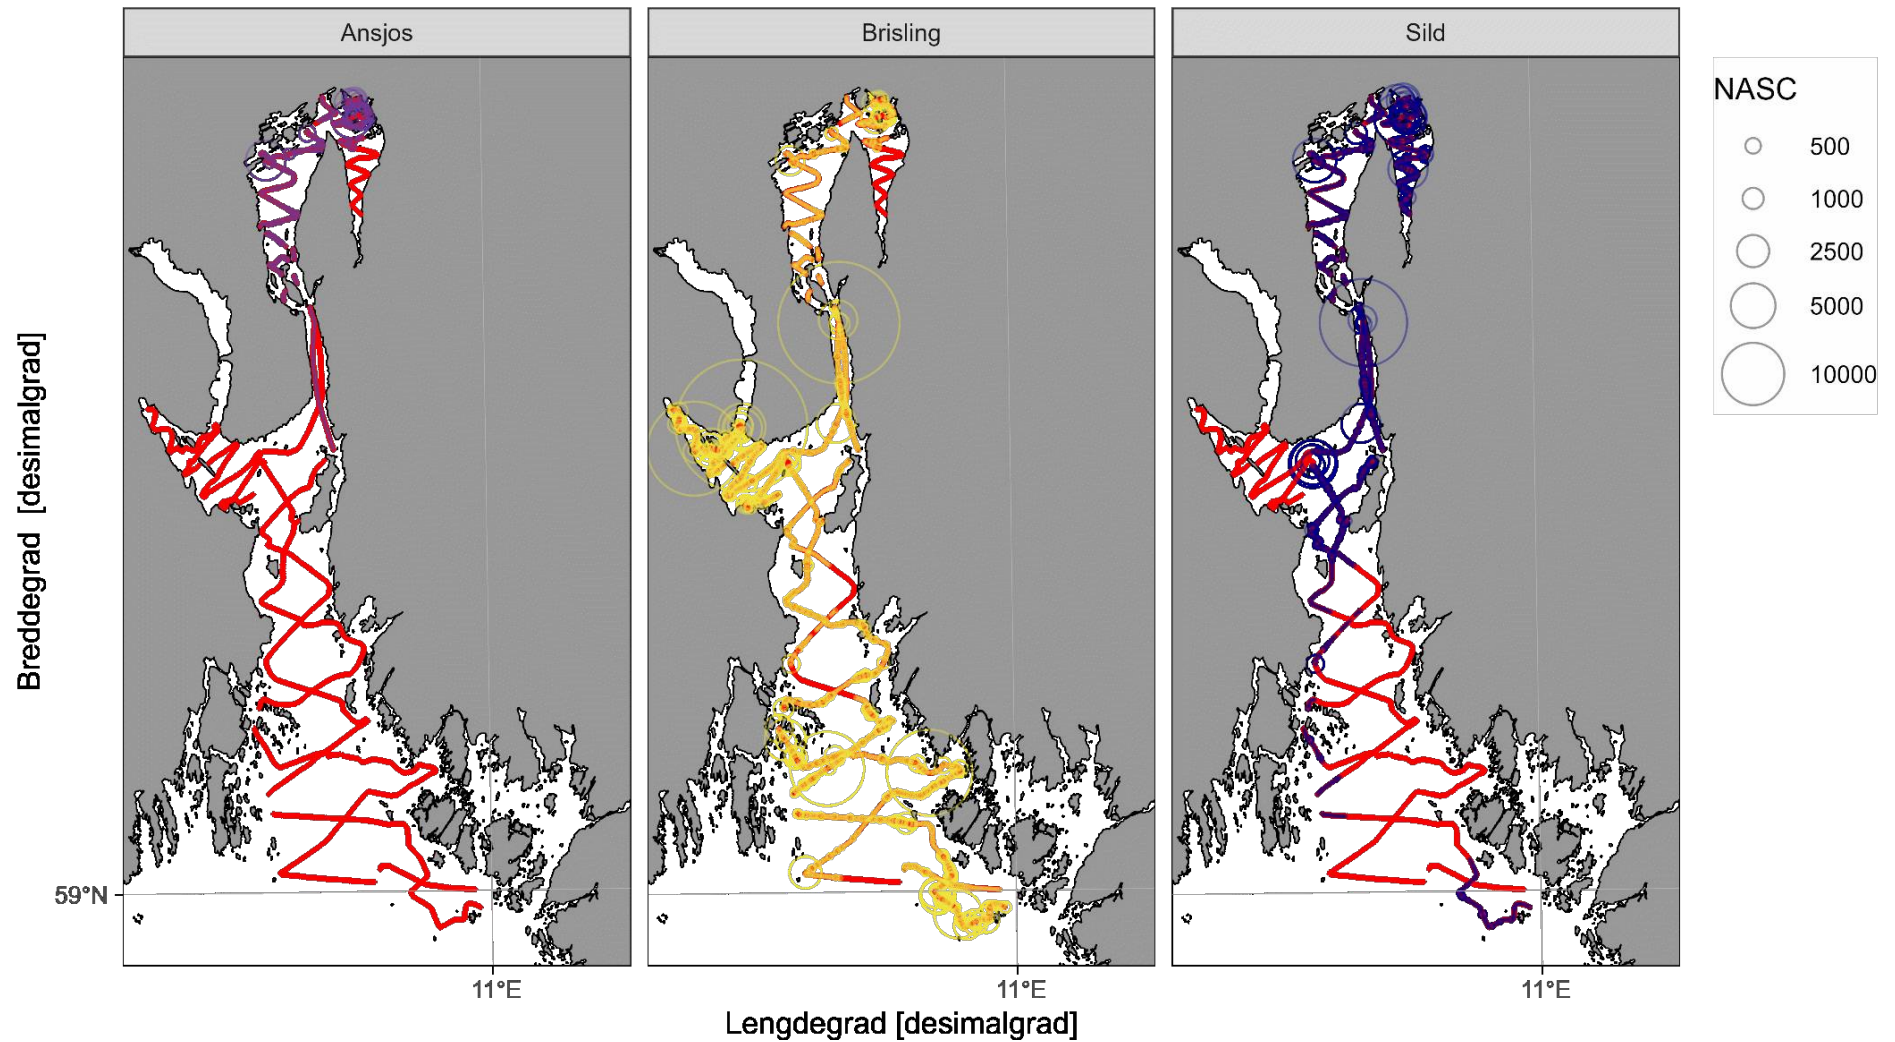 Ansjos
Brisling
Sild
NASC
500
1000
2500
5000
10000
Breddegrad [desimalgrad]
59°N
11°E
11°E
11°E
Lengdegrad [desimalgrad]